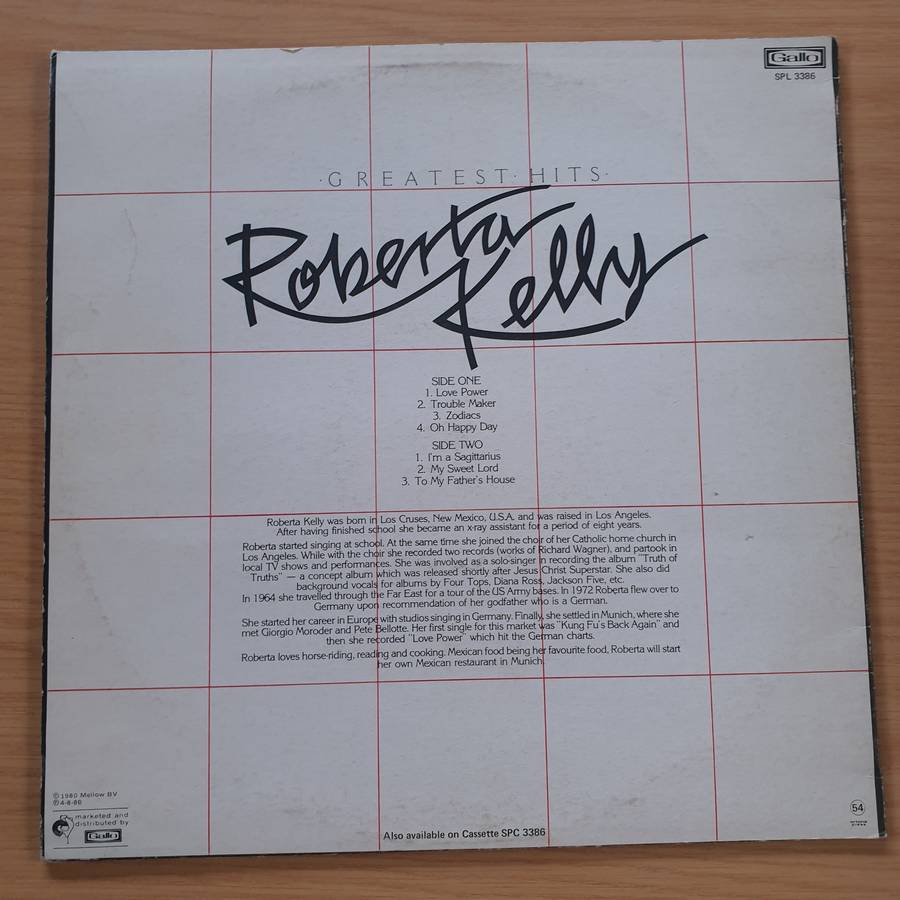 Gallo
SPL 3386
·GREATEST·HITS·
Roberta
Kelly
SIDE ONE
1. Love Power
2. Trouble Maker
3. Zodiacs
4. Oh Happy Day
SIDE TWO
1. I'm a Sagittarius
2. My Sweet Lord
3. To My Father's House
Roberta Kelly was born in Los Cruses, New Mexico, U.S.A. and was raised in Los Angeles.
After having finished school she became an x-ray assistant for a period of eight years.
Roberta started singing at school. At the same time she joined the choir of her Catholic home church in
Los Angeles. While with the choir she recorded two records (works of Richard Wagner), and partook in
local TV shows and performances. She was involved as a solo-singer in recording the album "Truth of
Truths" — a concept album which was released shortly after Jesus Christ Superstar. She also did
background vocals for albums by Four Tops, Diana Ross, Jackson Five, etc.
In 1964 she travelled through the Far East for a tour of the US Army bases. In 1972 Roberta flew over to
Germany upon recommendation of her godfather who is a German.
She started her career in Europe with studios singing in Germany. Finally, she settled in Munich, where she
met Giorgio Moroder and Pete Bellotte. Her first single for this market was "Kung Fu's Back Again" and
then she recorded "Love Power" which hit the German charts.
Roberta loves horse-riding, reading and cooking. Mexican food being her favourite food, Roberta will start
her own Mexican restaurant in Munich.
©1980 Mellow BV
℗4-8-80
marketed and
distributed by
Gallo
Also available on Cassette SPC 3386
54